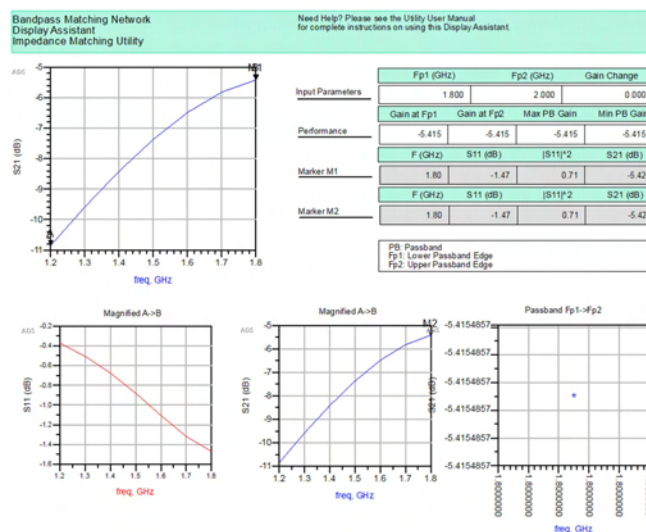 Bandpass Matching Network
Display Assistant
Impedance Matching Utility
Need Help? Please see the Utility User Manual
for complete instructions on using this Display Assistant.
ADS
S21 (dB)
-5
-6
-7
-8
-9
-10
-11
1.2 1.3 1.4 1.5 1.6 1.7 1.8
freq, GHz
Fp1 (GHz) Fp2 (GHz) Gain Change
Input Parameters 1.800 2.000 0.000
Gain at Fp1 Gain at Fp2 Max PB Gain Min PB Gain
Performance -5.415 -5.415 -5.415 -5.415
F (GHz) S11 (dB) |S11|^2 S21 (dB)
Marker M1 1.80 -1.47 0.71 -5.42
F (GHz) S11 (dB) |S11|^2 S21 (dB)
Marker M2 1.80 -1.47 0.71 -5.42
PB: Passband
Fp1: Lower Passband Edge
Fp2: Upper Passband Edge
Magnified A->B
ADS
S11 (dB)
-0.2
-0.4
-0.6
-0.8
-1.0
-1.2
-1.4
-1.6
1.2 1.3 1.4 1.5 1.6 1.7 1.8
freq, GHz
Magnified A->B
ADS
M2
S21 (dB)
-5
-6
-7
-8
-9
-10
-11
1.2 1.3 1.4 1.5 1.6 1.7 1.8
freq, GHz
Passband Fp1->Fp2
S21 (dB)
-5.4154857
-5.4154857
-5.4154857
-5.4154857
-5.4154857
-5.4154857
freq, GHz